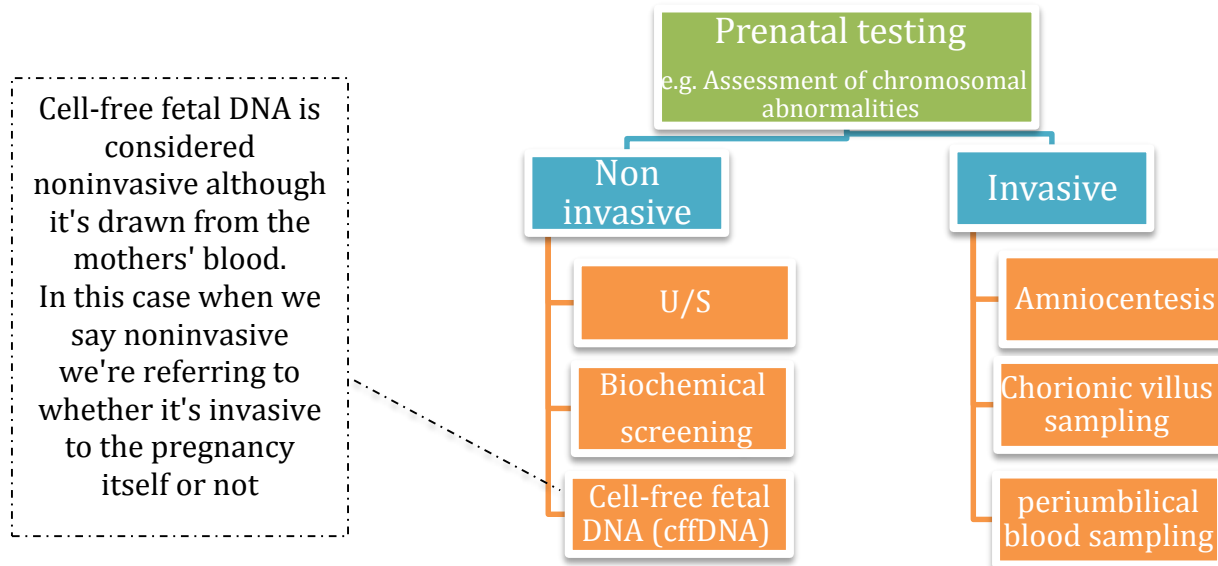 Prenatal testing
e.g. Assessment of chromosomal
abnormalities
Cell-free fetal DNA is
considered
noninvasive although
it's drawn from the
mothers' blood.
In this case when we
say noninvasive
we're referring to
whether it's invasive
to the pregnancy
itself or not
Non
invasive
U/S
Biochemical
screening
Cell-free fetal
DNA (cffDNA)
Invasive
Amniocentesis
Chorionic villus
sampling
periumbilical
blood sampling